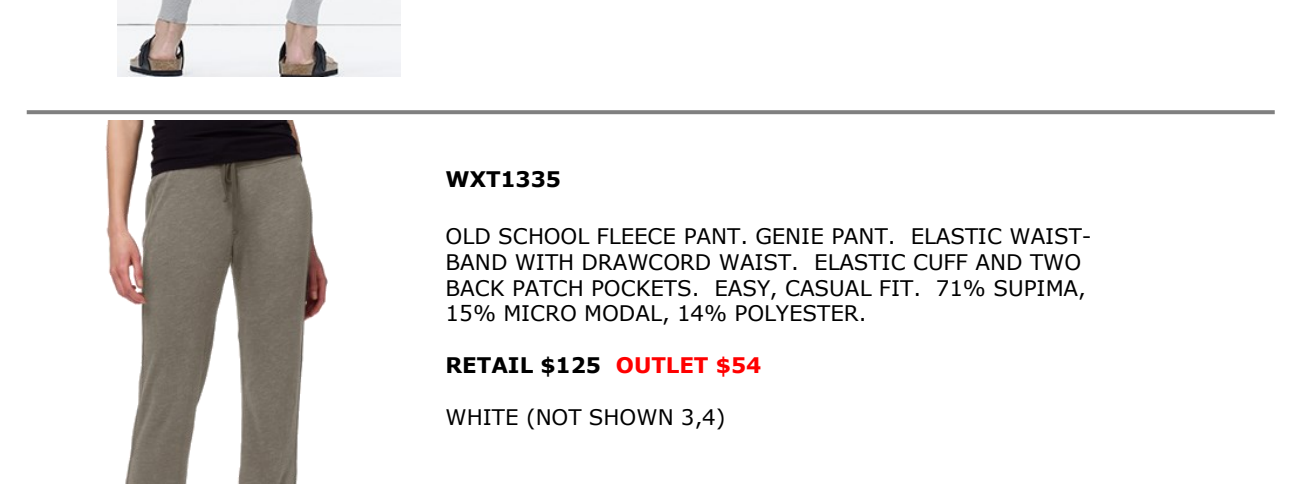 WXT1335
OLD SCHOOL FLEECE PANT. GENIE PANT.  ELASTIC WAIST-
BAND WITH DRAWCORD WAIST.  ELASTIC CUFF AND TWO
BACK PATCH POCKETS.  EASY, CASUAL FIT.  71% SUPIMA,
15% MICRO MODAL, 14% POLYESTER.
RETAIL $125  OUTLET $54
WHITE (NOT SHOWN 3,4)